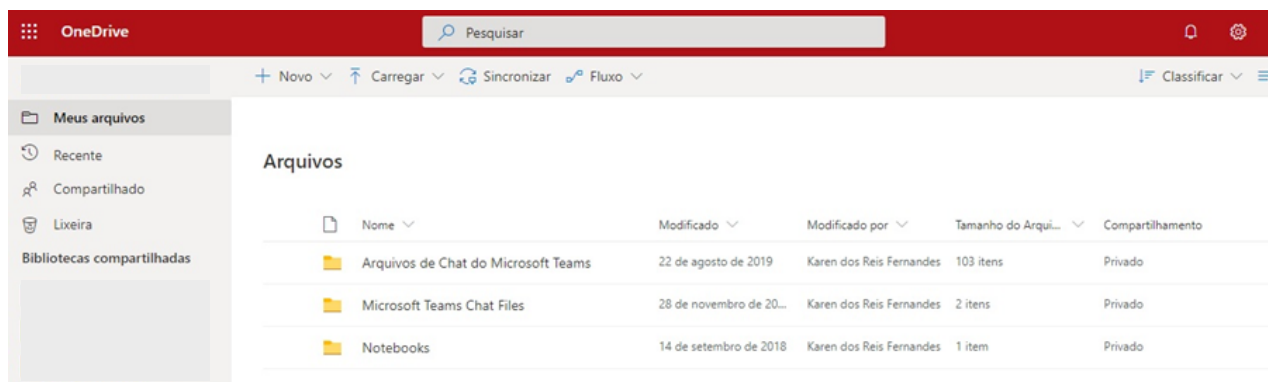 OneDrive
Pesquisar
Novo
Carregar
Sincronizar
Fluxo
Classificar
Meus arquivos
Recente
Compartilhado
Lixeira
Bibliotecas compartilhadas
Arquivos
Nome Modificado Modificado por Tamanho do Arqui... Compartilhamento
Arquivos de Chat do Microsoft Teams 22 de agosto de 2019 Karen dos Reis Fernandes 103 itens Privado
Microsoft Teams Chat Files 28 de novembro de 20... Karen dos Reis Fernandes 2 itens Privado
Notebooks 14 de setembro de 2018 Karen dos Reis Fernandes 1 item Privado